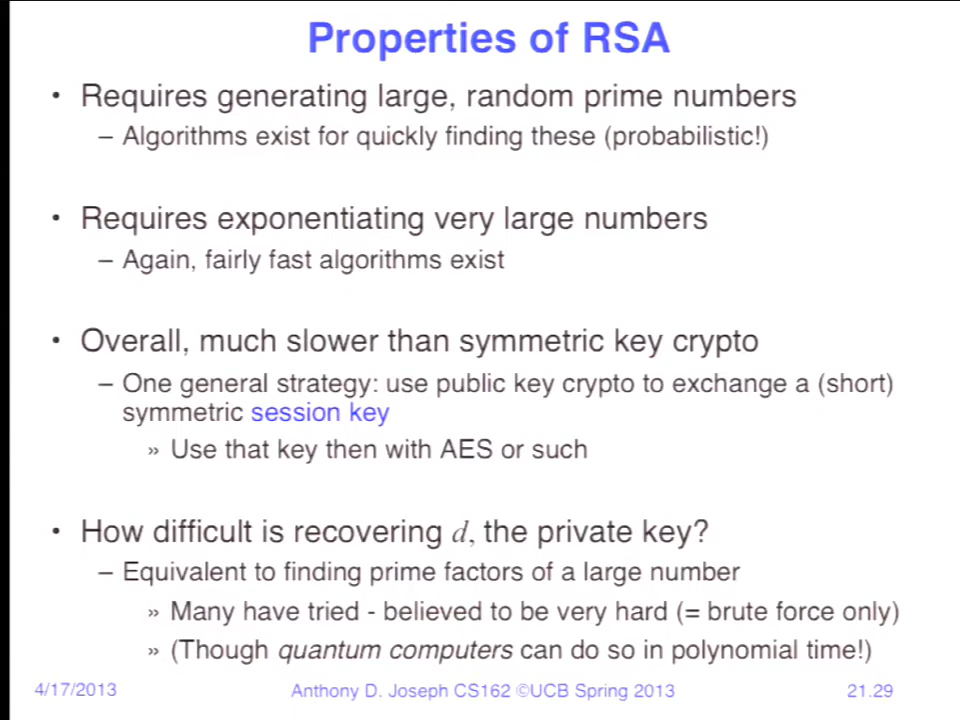 Properties of RSA
• Requires generating large, random prime numbers
– Algorithms exist for quickly finding these (probabilistic!)
• Requires exponentiating very large numbers
– Again, fairly fast algorithms exist
• Overall, much slower than symmetric key crypto
– One general strategy: use public key crypto to exchange a (short)
symmetric session key
» Use that key then with AES or such
• How difficult is recovering d, the private key?
– Equivalent to finding prime factors of a large number
» Many have tried - believed to be very hard (= brute force only)
» (Though quantum computers can do so in polynomial time!)
4/17/2013 Anthony D. Joseph CS162 ©UCB Spring 2013 21.29